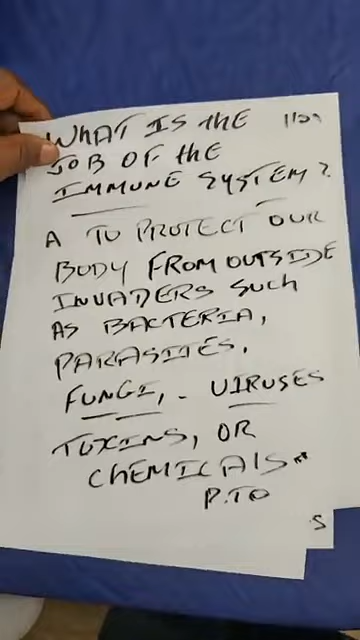 WHAT IS THE
JOB OF THE
IMMUNE SYSTEM?
A TO PROTECT OUR
BODY FROM OUTSIDE
INVADERS SUCH
AS BACTERIA,
PARASITES,
FUNGI, - VIRUSES
TOXINS, OR
CHEMICALS"
P.TO
S